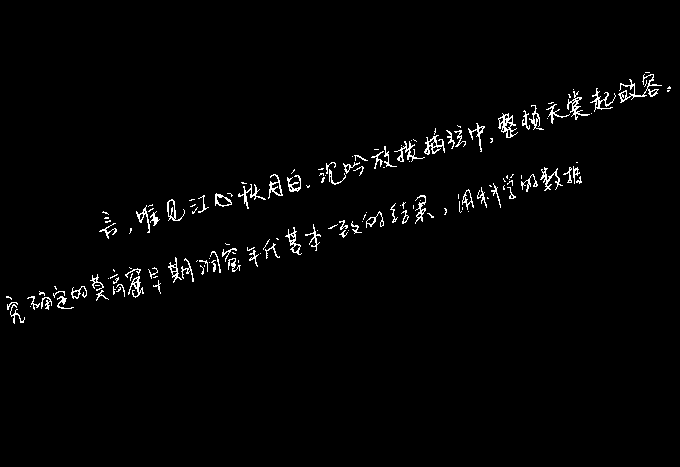 言，唯见江心秋月白．沉吟放拨插弦中，整顿衣裳起敛容。
究确定的莫高窟早期洞窟年代基本一致的结果，用科学的数据